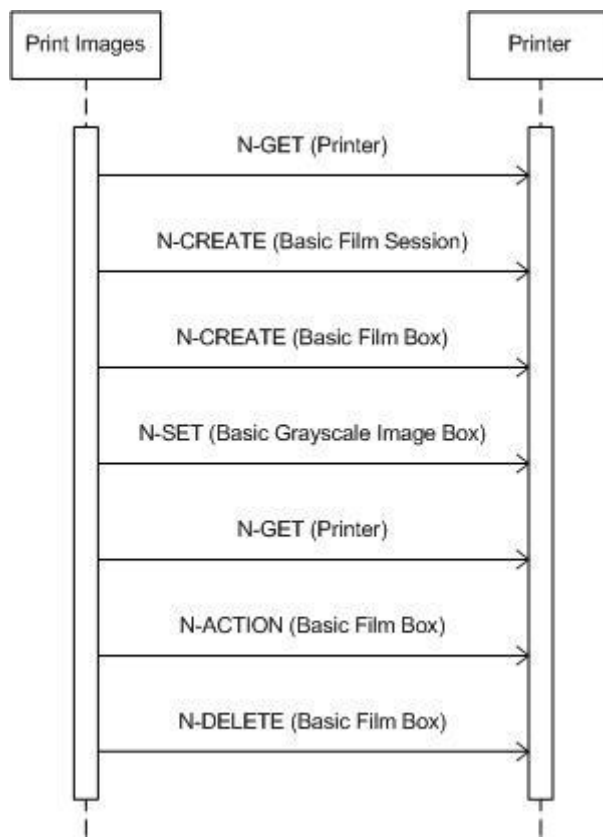 Print Images
Printer
N-GET (Printer)
N-CREATE (Basic Film Session)
N-CREATE (Basic Film Box)
N-SET (Basic Grayscale Image Box)
N-GET (Printer)
N-ACTION (Basic Film Box)
N-DELETE (Basic Film Box)